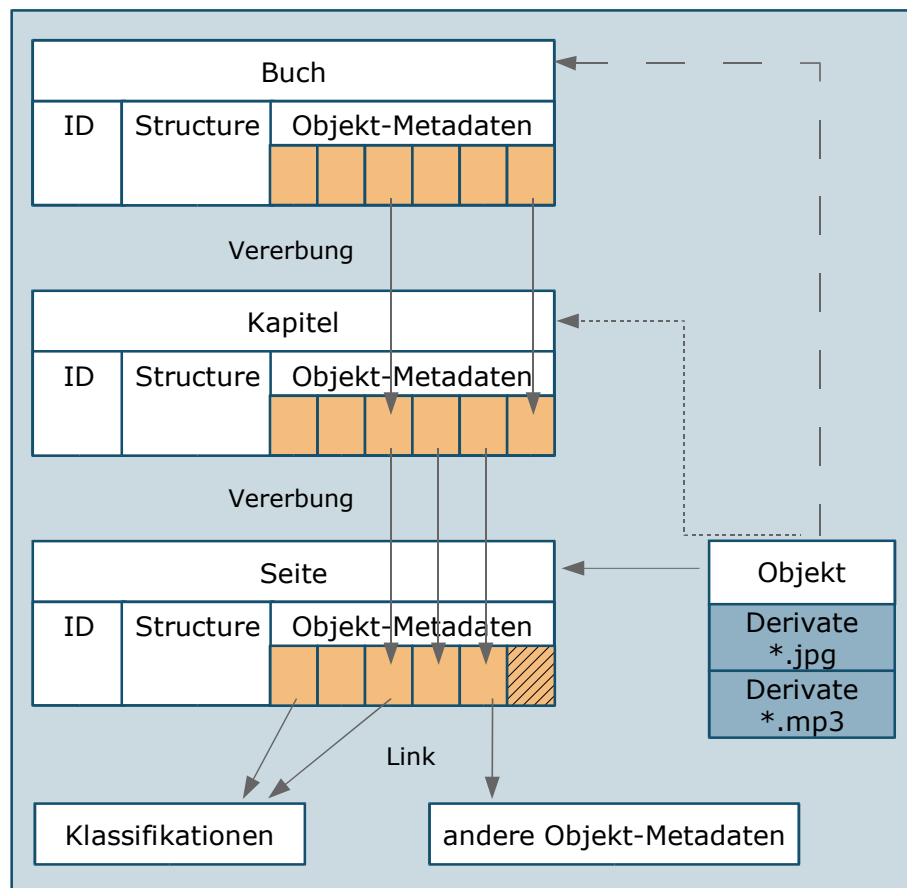 Buch
ID Structure Objekt-Metadaten
Vererbung
Kapitel
ID Structure Objekt-Metadaten
Vererbung
Seite
ID Structure Objekt-Metadaten
Objekt
Derivate
*.jpg
Derivate
*.mp3
Link
Klassifikationen
andere Objekt-Metadaten